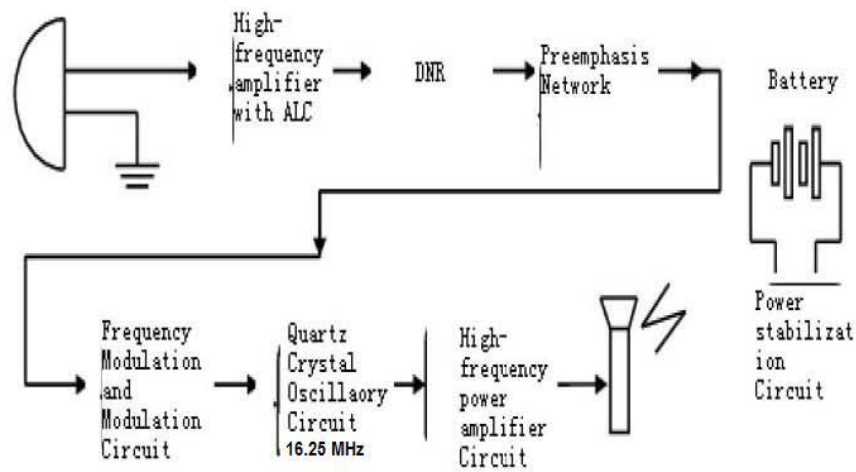 High-
frequency
amplifier
with ALC
DNR
Preemphasis
Network
Battery
Frequency
Modulation
and
Modulation
Circuit
Quartz
Crystal
Oscillaory
Circuit
16.25 MHz
High-
frequency
power
amplifier
Circuit
Power
stabilizat
ion
Circuit